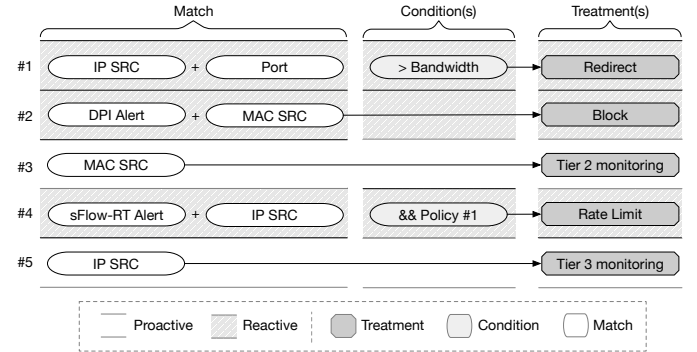 Match Condition(s) Treatment(s)
#1 IP SRC + Port > Bandwidth Redirect
#2 DPI Alert + MAC SRC Block
#3 MAC SRC Tier 2 monitoring
#4 sFlow-RT Alert + IP SRC && Policy #1 Rate Limit
#5 IP SRC Tier 3 monitoring
Proactive Reactive Treatment Condition Match